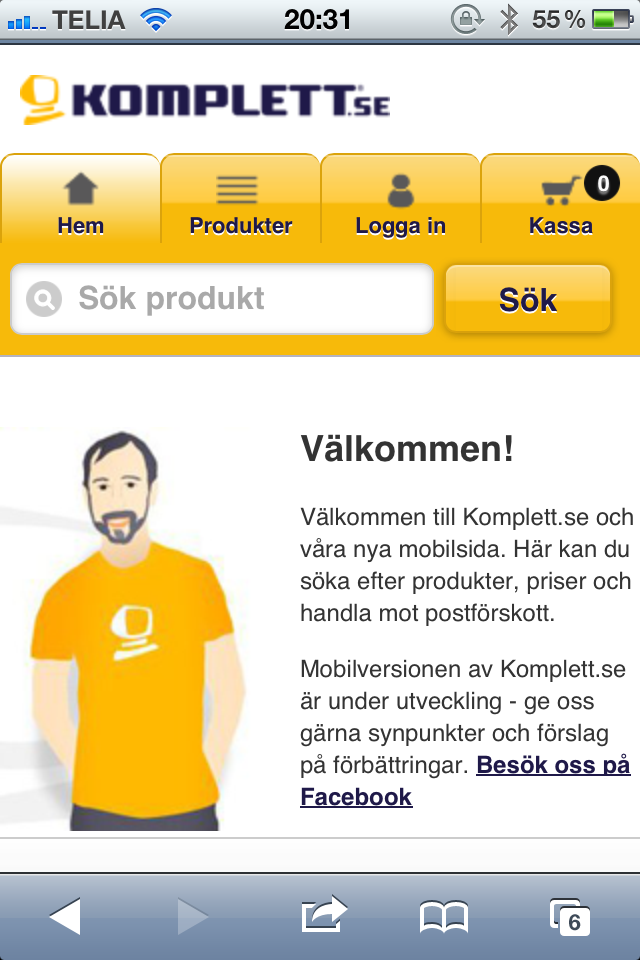 TELIA 20:31 55 %
KOMPLETT.SE
0
Hem Produkter Logga in Kassa
Sök produkt Sök
Välkommen!
Välkommen till Komplett.se och
våra nya mobilsida. Här kan du
söka efter produkter, priser och
handla mot postförskott.
Mobilversionen av Komplett.se
är under utveckling - ge oss
gärna synpunkter och förslag
på förbättringar. Besök oss på
Facebook
6